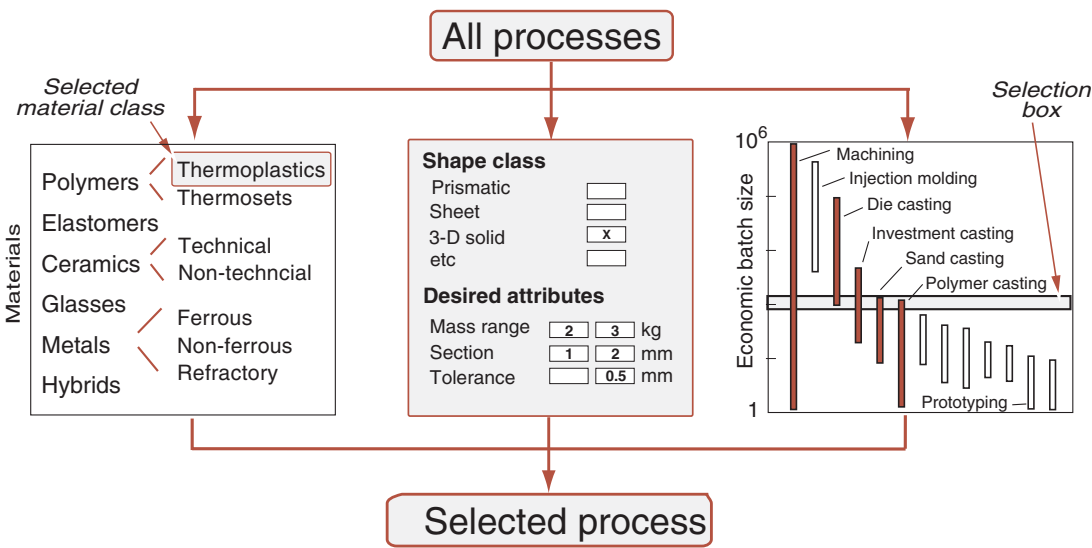 All processes
Selected
material class
Selection
box
Materials
Polymers
Thermoplastics
Thermosets
Elastomers
Ceramics
Technical
Non-techncial
Glasses
Metals
Ferrous
Non-ferrous
Refractory
Hybrids
Shape class
Prismatic
Sheet
3-D solid x
etc
Desired attributes
Mass range 2 3 kg
Section 1 2 mm
Tolerance 0.5 mm
Economic batch size
10⁶
1
Machining
Injection molding
Die casting
Investment casting
Sand casting
Polymer casting
Prototyping
Selected process